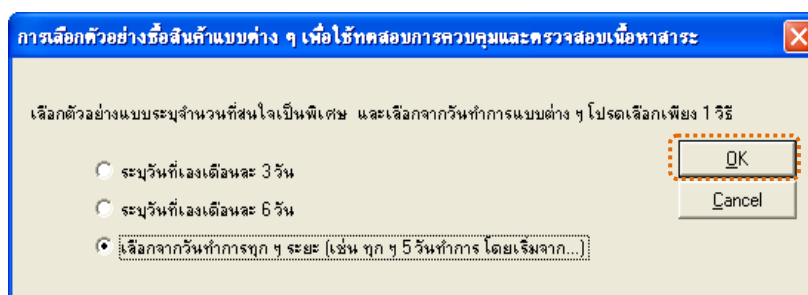 การเลือกตัวอย่างซื้อสินค้าแบบต่าง ๆ เพื่อใช้ทดสอบการควบคุมและตรวจสอบเนื้อหาสาระ
เลือกตัวอย่างแบบระบุจำนวนที่สนใจเป็นพิเศษ และเลือกจากวันทำการแบบต่าง ๆ โปรดเลือกเพียง 1 วิธี
OK
ระบุวันที่เองเดือนละ 3 วัน
Cancel
ระบุวันที่เองเดือนละ 6 วัน
เลือกจากวันทำการทุก ๆ ระยะ (เช่น ทุก ๆ 5 วันทำการ โดยเริ่มจาก...)